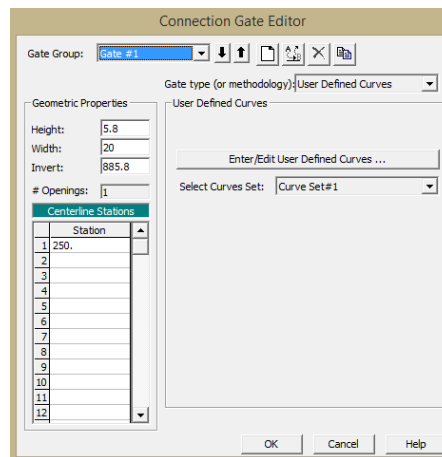 Connection Gate Editor
Gate Group: Gate #1
Gate type (or methodology): User Defined Curves
Geometric Properties
Height: 5.8
Width: 20
Invert: 885.8
# Openings: 1
Centerline Stations
Station
1 250.
2
3
4
5
6
7
8
9
10
11
12
User Defined Curves
Enter/Edit User Defined Curves ...
Select Curves Set: Curve Set#1
OK Cancel Help